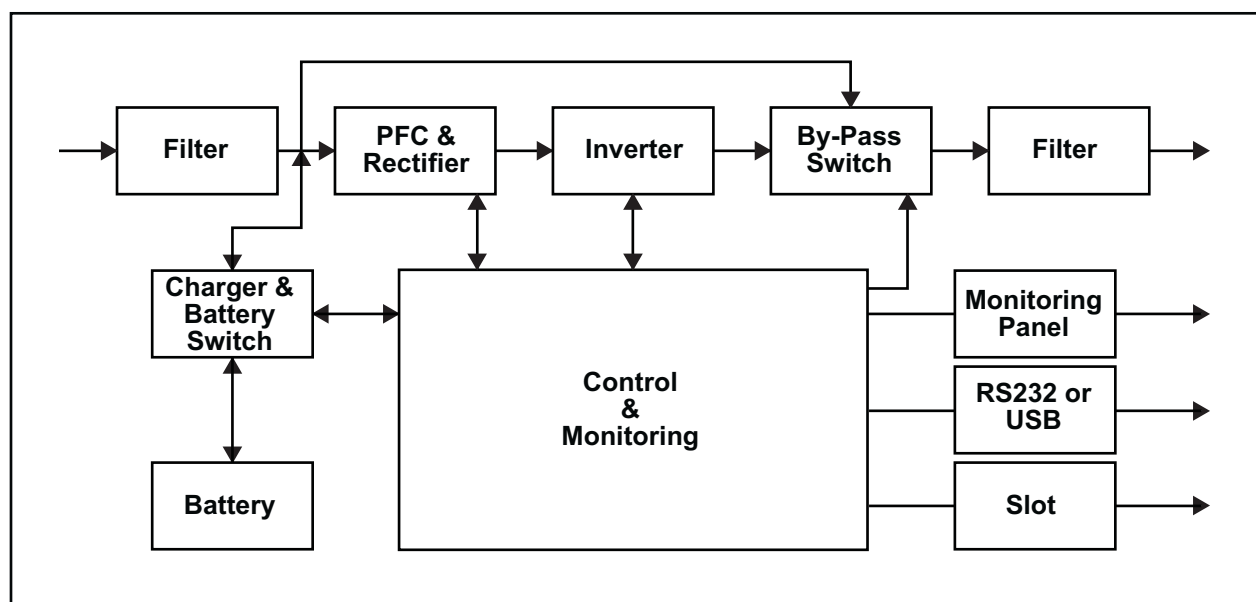 Filter
PFC &
Rectifier
Inverter
By-Pass
Switch
Filter
Charger &
Battery
Switch
Control
&
Monitoring
Monitoring
Panel
RS232 or
USB
Battery
Slot